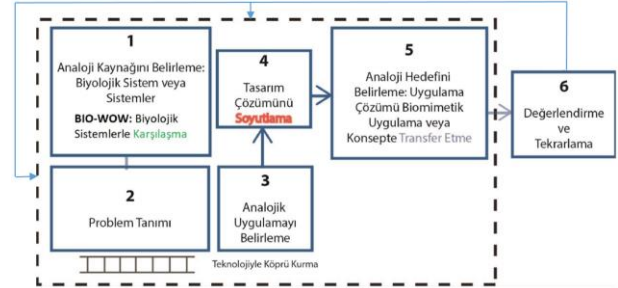 1
Analoji Kaynağını Belirleme:
Biyolojik Sistem veya
Sistemler
BIO-WOW: Biyolojik
Sistemlerle Karşılaşma
2
Problem Tanımı
3
Analojik
Uygulamayı
Belirleme
Teknolojiyle Köprü Kurma
4
Tasarım
Çözümünü
Soyutlama
5
Analoji Hedefini
Belirleme: Uygulama
Çözümü Biomimetik
Uygulama veya
Konsepte Transfer Etme
6
Değerlendirme
ve
Tekrarlama